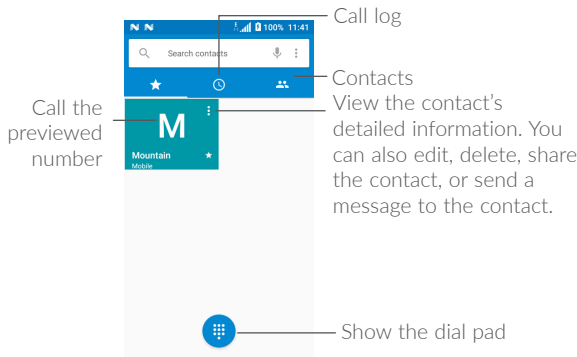 Call log
100% 11:41
Search contacts
Contacts
View the contact's
detailed information. You
can also edit, delete, share
the contact, or send a
message to the contact.
Call the
previewed
number
M
Mountain
Mobile
Show the dial pad